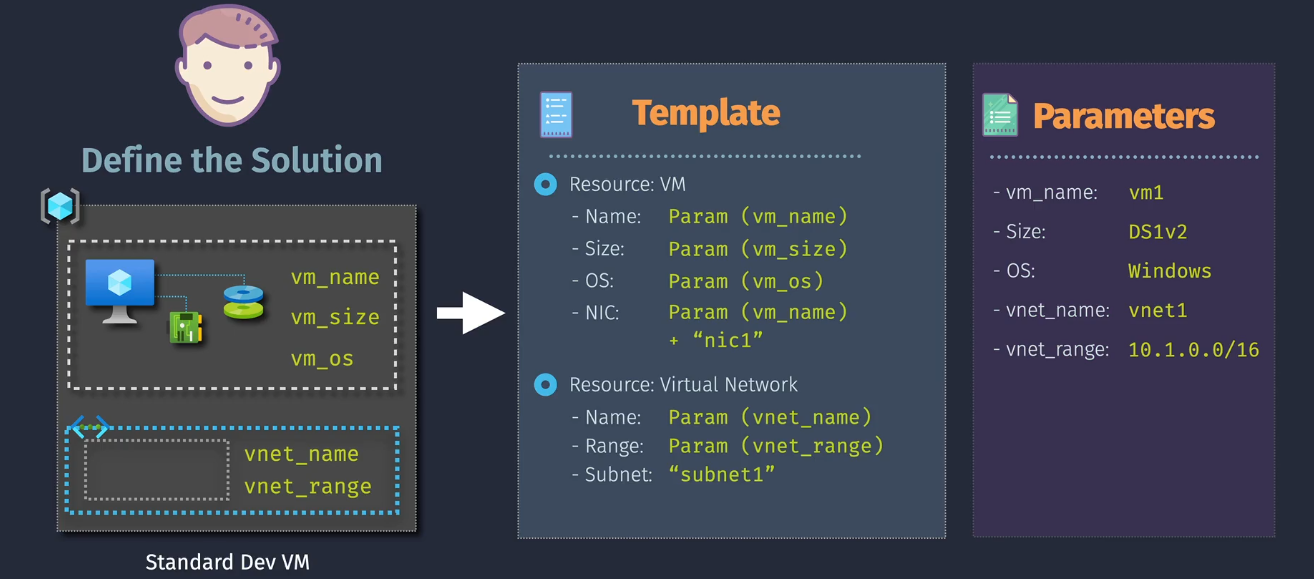 Define the Solution
vm_name
vm_size
vm_os
vnet_name
vnet_range
Standard Dev VM
Template
Resource: VM
- Name: Param (vm_name)
- Size: Param (vm_size)
- OS: Param (vm_os)
- NIC: Param (vm_name)
+ “nic1”
Resource: Virtual Network
- Name: Param (vnet_name)
- Range: Param (vnet_range)
- Subnet: “subnet1”
Parameters
- vm_name: vm1
- Size: DS1v2
- OS: Windows
- vnet_name: vnet1
- vnet_range: 10.1.0.0/16